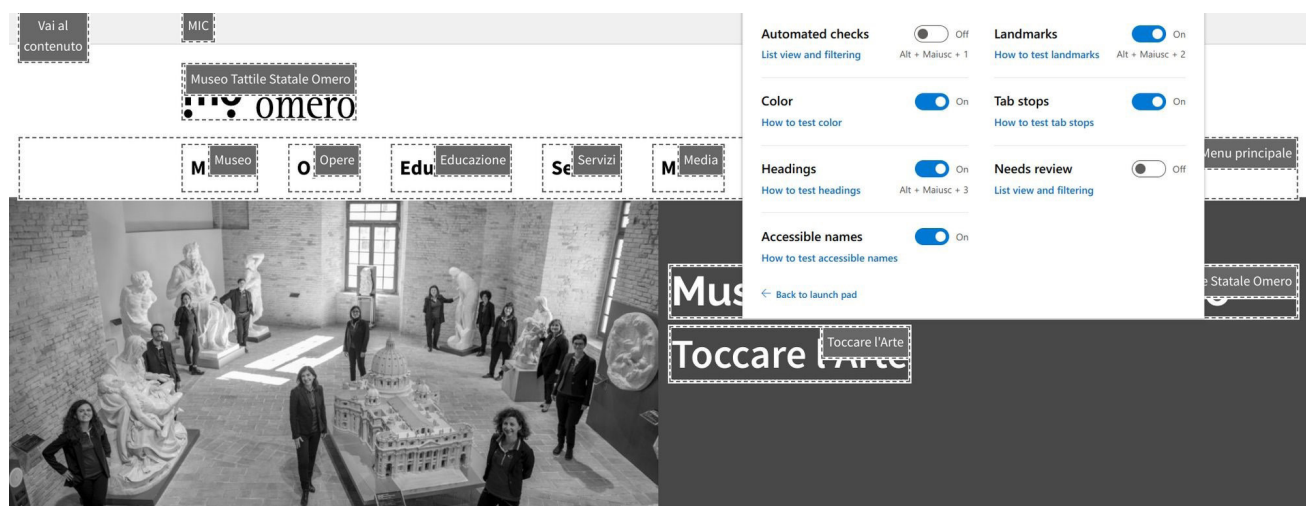 Vai al
contenuto
MIC
Museo Tattile Statale Omero
omero
M Museo
O Opere
Edu Educazione
Se Servizi
M Media
Menu principale
Automated checks
Off
List view and filtering
Alt + Maiusc + 1
Landmarks
On
How to test landmarks
Alt + Maiusc + 2
Color
On
How to test color
Tab stops
On
How to test tab stops
Headings
On
How to test headings
Alt + Maiusc + 3
Needs review
Off
List view and filtering
Accessible names
On
How to test accessible names
← Back to launch pad
Mus
e Statale Omero
Toccare l'Arte
Toccare l'Arte